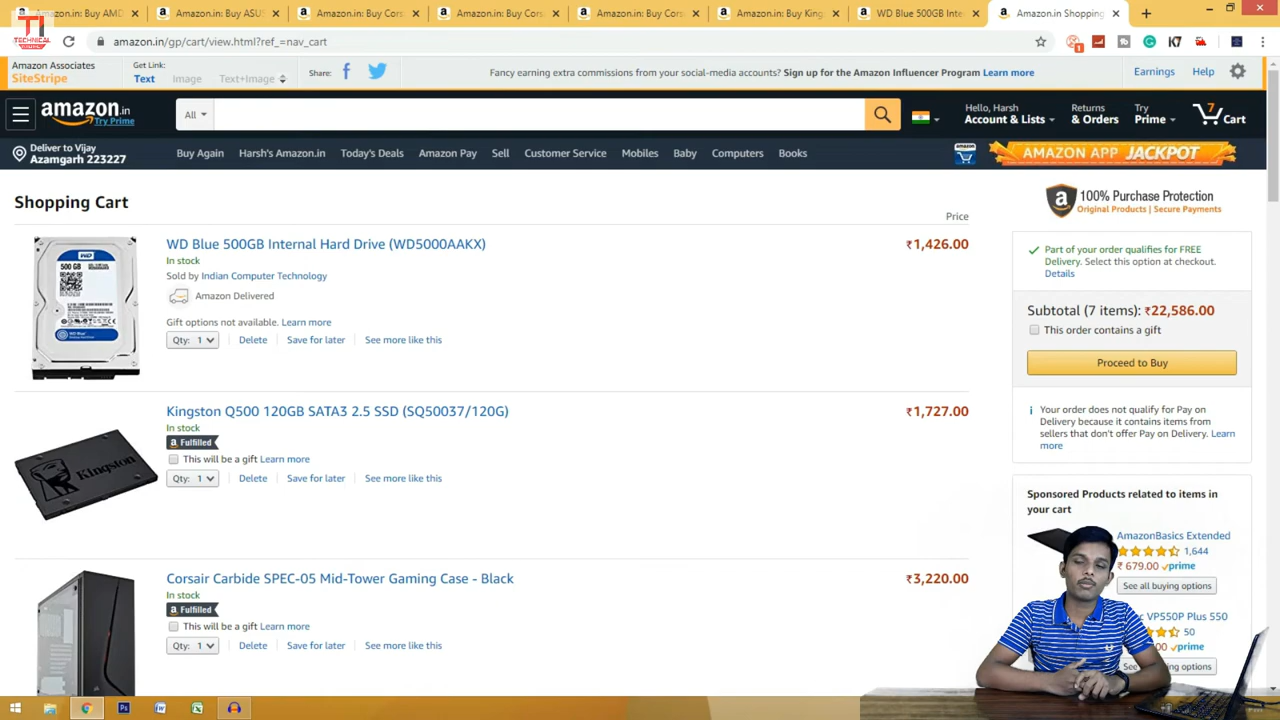 Amazon.in: Buy AMD
Amazon.in: Buy ASUS
Amazon.in: Buy Cors
Amazon.in: Buy Cors
Amazon.in: Buy Cors
Amazon.in: Buy King
WD Blue 500GB Inter
Amazon.in Shopping
TECHNICAL
amazon.in/gp/cart/view.html?ref_=nav_cart
Amazon Associates
SiteStripe
Get Link:
Text
Image
Text+Image
Share:
Fancy earning extra commissions from your social-media accounts? Sign up for the Amazon Influencer Program Learn more
Earnings
Help
amazon.in
Try Prime
All
Hello, Harsh
Account & Lists
Returns
& Orders
Try
Prime
7
Cart
Deliver to Vijay
Azamgarh 223227
Buy Again
Harsh's Amazon.in
Today's Deals
Amazon Pay
Sell
Customer Service
Mobiles
Baby
Computers
Books
amazon
AMAZON APP JACKPOT
Shopping Cart
Price
100% Purchase Protection
Original Products | Secure Payments
WD Blue 500GB Internal Hard Drive (WD5000AAKX)
₹1,426.00
In stock
Sold by Indian Computer Technology
Amazon Delivered
Gift options not available. Learn more
Qty: 1
Delete
Save for later
See more like this
WD
500 GB
WD Blue
Part of your order qualifies for FREE
Delivery. Select this option at checkout.
Details
Subtotal (7 items): ₹22,586.00
This order contains a gift
Proceed to Buy
Your order does not qualify for Pay on
Delivery because it contains items from
sellers that don't offer Pay on Delivery. Learn
more
Kingston Q500 120GB SATA3 2.5 SSD (SQ50037/120G)
₹1,727.00
In stock
Fulfilled
This will be a gift Learn more
Qty: 1
Delete
Save for later
See more like this
Kingston
Sponsored Products related to items in
your cart
AmazonBasics Extended
1,644
₹ 679.00 prime
See all buying options
VP550P Plus 550
50
.00 prime
See options
Corsair Carbide SPEC-05 Mid-Tower Gaming Case - Black
₹3,220.00
In stock
Fulfilled
This will be a gift Learn more
Qty: 1
Delete
Save for later
See more like this